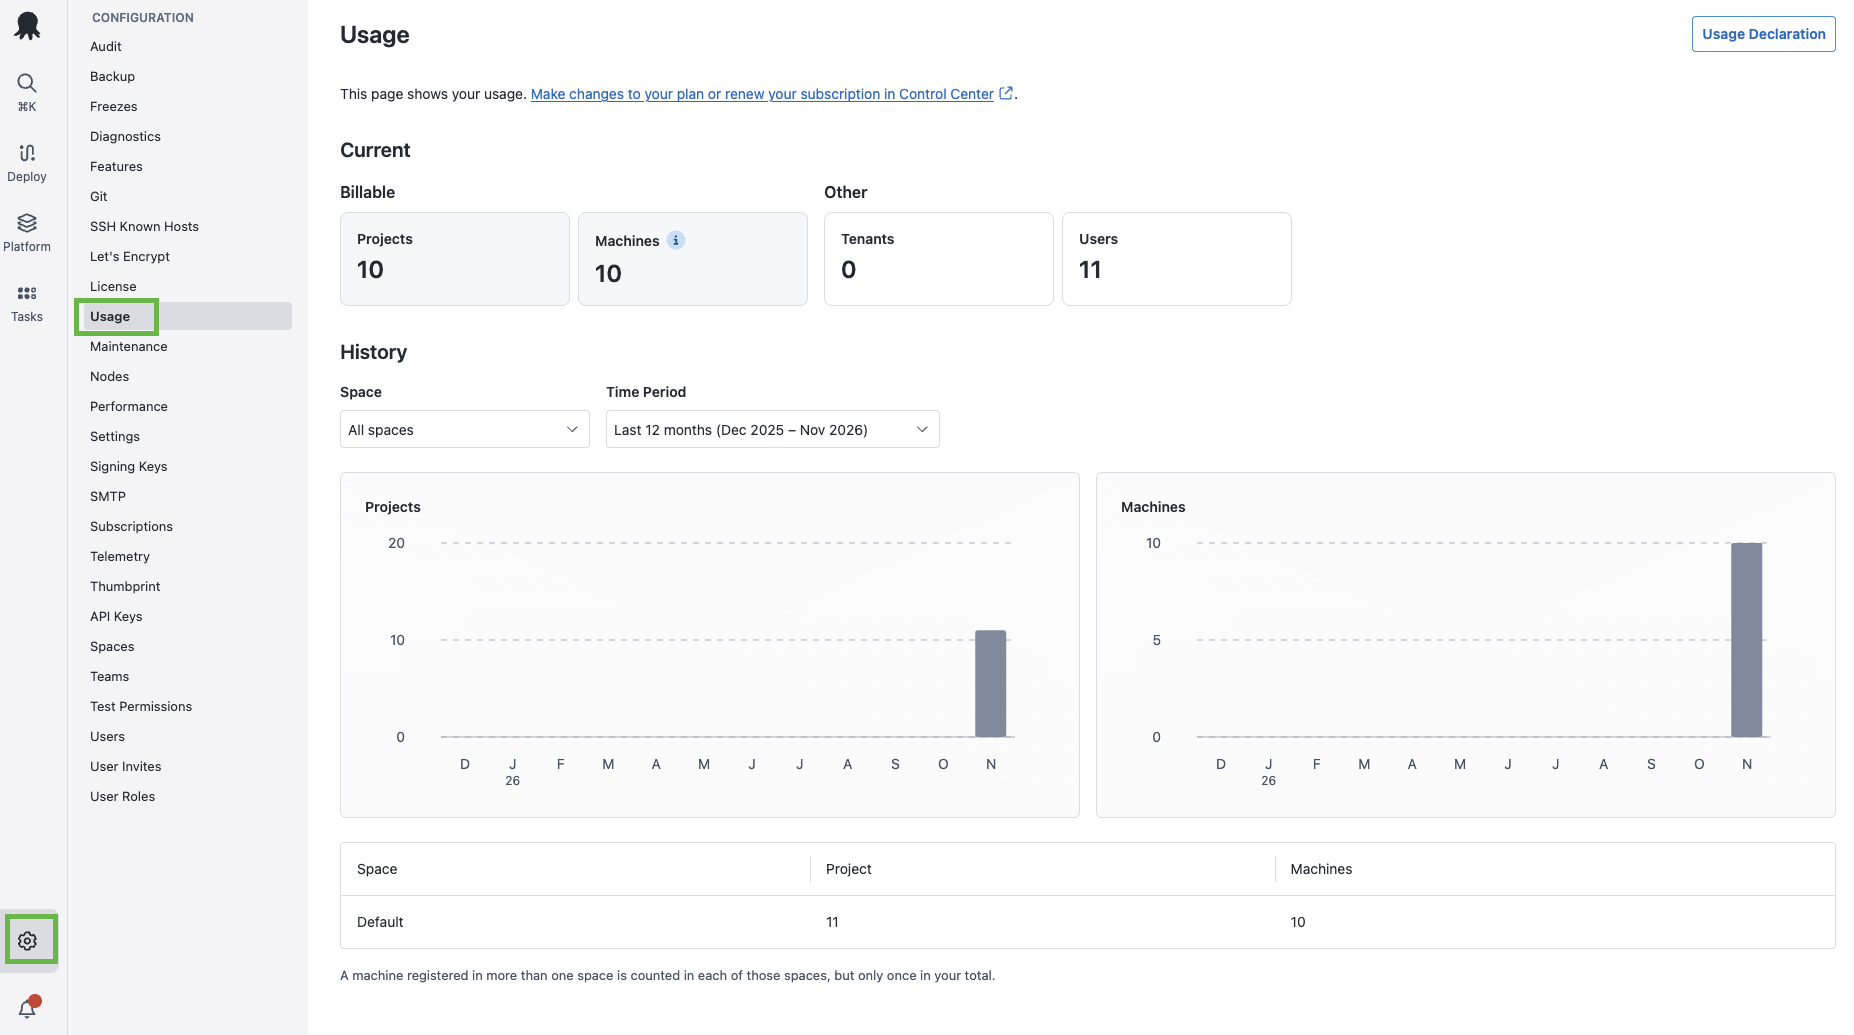 ⌘K
Deploy
Platform
Tasks
CONFIGURATION
Audit
Backup
Freezes
Diagnostics
Features
Git
SSH Known Hosts
Let's Encrypt
License
Usage
Maintenance
Nodes
Performance
Settings
Signing Keys
SMTP
Subscriptions
Telemetry
Thumbprint
API Keys
Spaces
Teams
Test Permissions
Users
User Invites
User Roles
Usage
Usage Declaration
This page shows your usage. Make changes to your plan or renew your subscription in Control Center.
Current
Billable
Other
Projects
10
Machines i
10
Tenants
0
Users
11
History
Space
Time Period
All spaces
Last 12 months (Dec 2025 – Nov 2026)
Projects
20
10
0
D J F M A M J J A S O N
26
Machines
10
5
0
D J F M A M J J A S O N
26
Space Project Machines
Default 11 10
A machine registered in more than one space is counted in each of those spaces, but only once in your total.